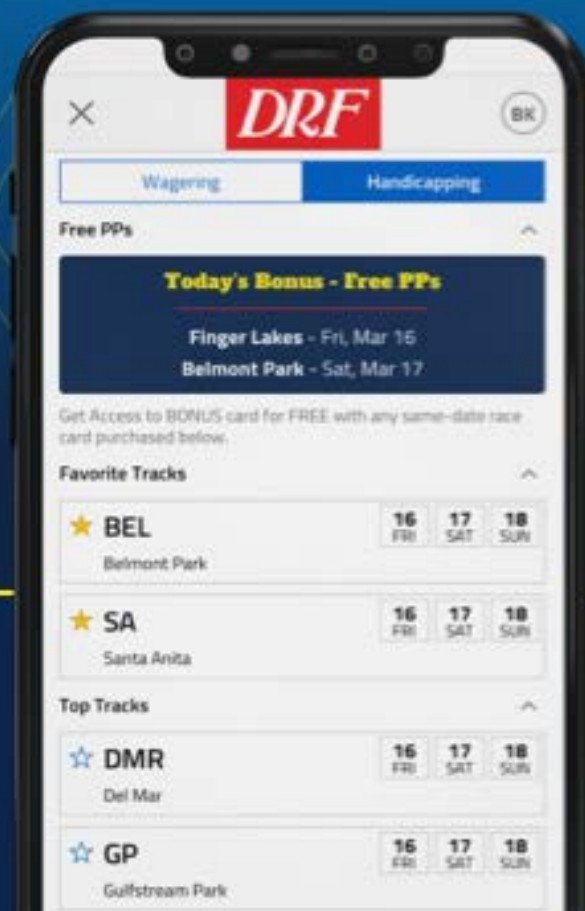 DRF
BK
Wagering
Handicapping
Free PPs
Today's Bonus - Free PPs
Finger Lakes - Fri, Mar 16
Belmont Park - Sat, Mar 17
Get Access to BONUS card for FREE with any same-date race
card purchased below.
Favorite Tracks
BEL
16 17 18
FRI SAT SUN
Belmont Park
SA
16 17 18
FRI SAT SUN
Santa Anita
Top Tracks
DMR
16 17 18
FRI SAT SUN
Del Mar
GP
16 17 18
FRI SAT SUN
Gulfstream Park